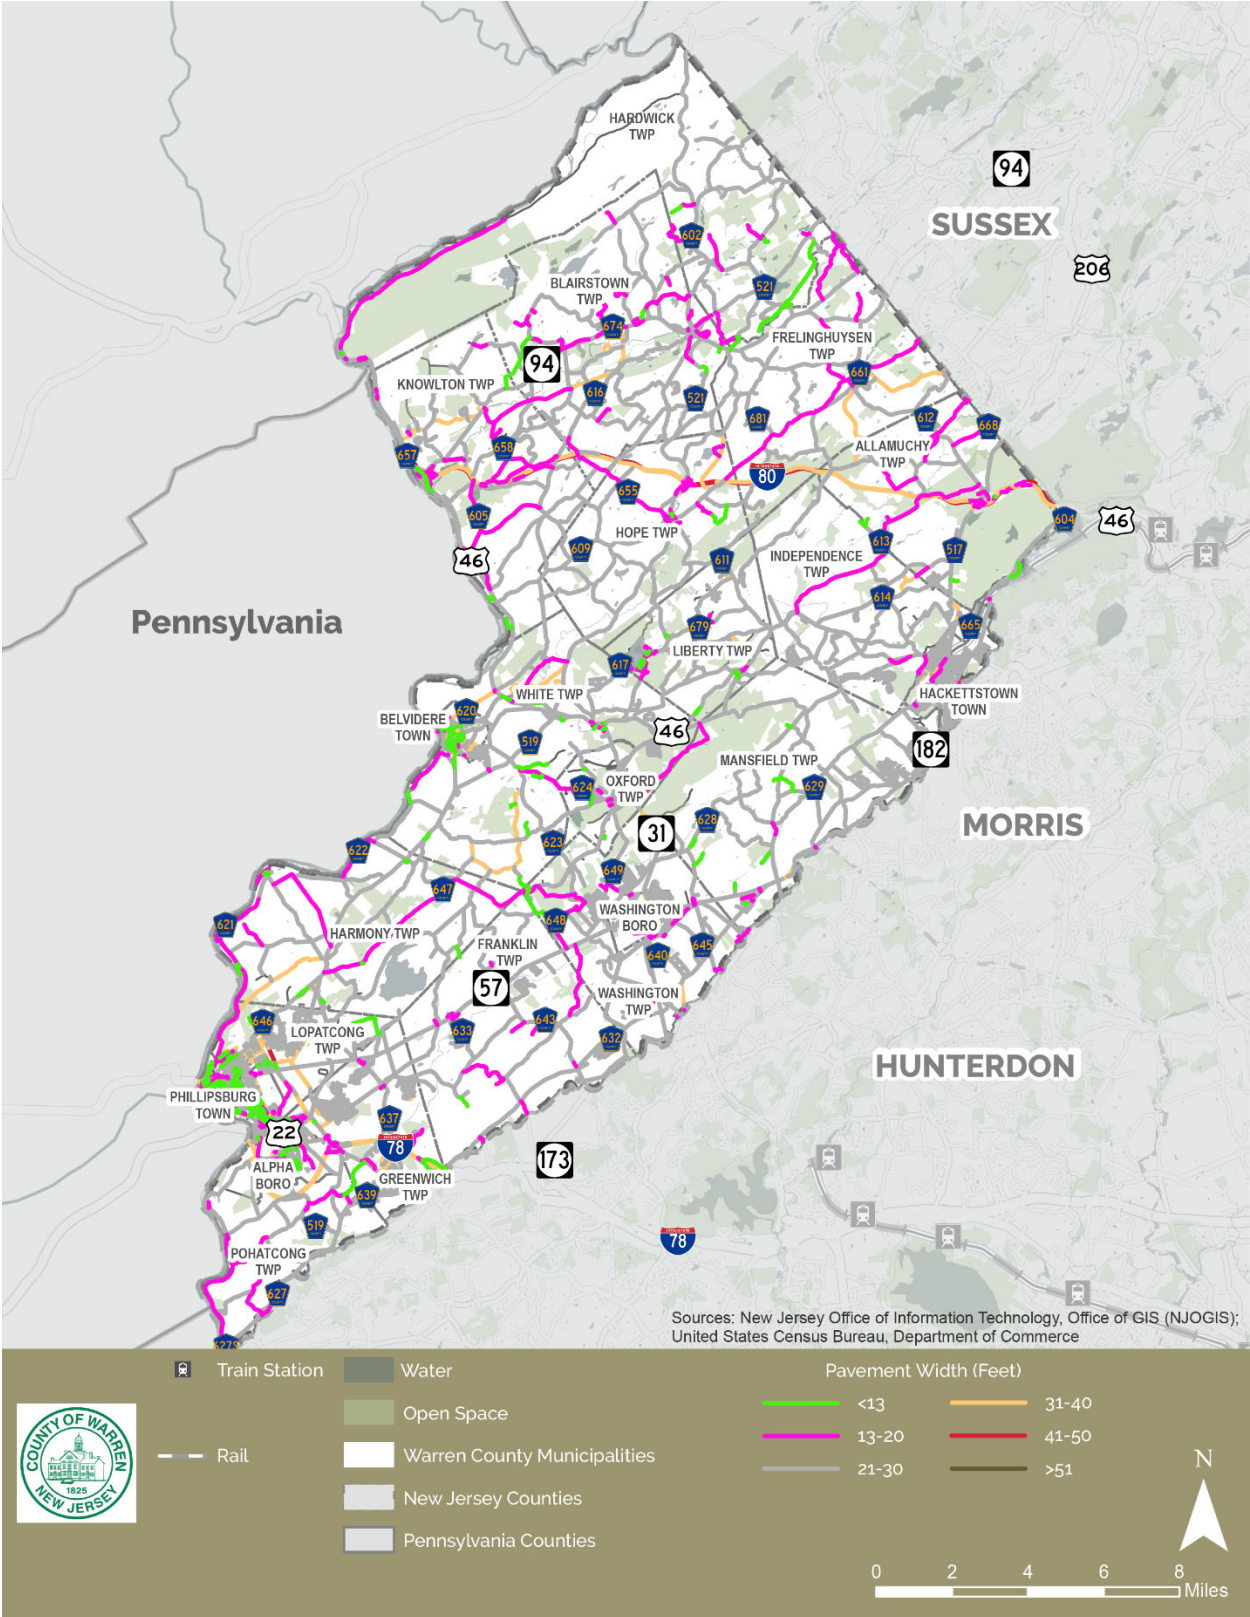 HARDWICK
TWP
94
SUSSEX
602
206
BLAIRSTOWN
TWP
521
674
FRELINGHUYSEN
TWP
94
661
KNOWLTON TWP
616
521
681
612
668
658
657
ALLAMUCHY
TWP
INTERSTATE
80
655
605
604
46
HOPE TWP
613
46
609
611
INDEPENDENCE
TWP
517
614
Pennsylvania
679
665
LIBERTY TWP
617
WHITE TWP
HACKETTSTOWN
TOWN
620
BELVIDERE
TOWN
46
519
182
MANSFIELD TWP
OXFORD
TWP
624
629
628
MORRIS
31
623
622
649
647
WASHINGTON
BORO
648
621
HARMONY TWP
FRANKLIN
TWP
645
640
57
WASHINGTON
TWP
646
LOPATCONG
TWP
633
643
632
HUNTERDON
PHILLIPSBURG
TOWN
637
22
78
173
ALPHA
BORO
GREENWICH
TWP
639
519
INTERSTATE
78
POHATCONG
TWP
627
627S
Sources: New Jersey Office of Information Technology, Office of GIS (NJOGIS);
United States Census Bureau, Department of Commerce
Train Station
Rail
Water
Open Space
Warren County Municipalities
New Jersey Counties
Pennsylvania Counties
Pavement Width (Feet)
<13
13-20
21-30
31-40
41-50
>51
COUNTY OF WARREN
1825
NEW JERSEY
N
0 2 4 6 8
Miles